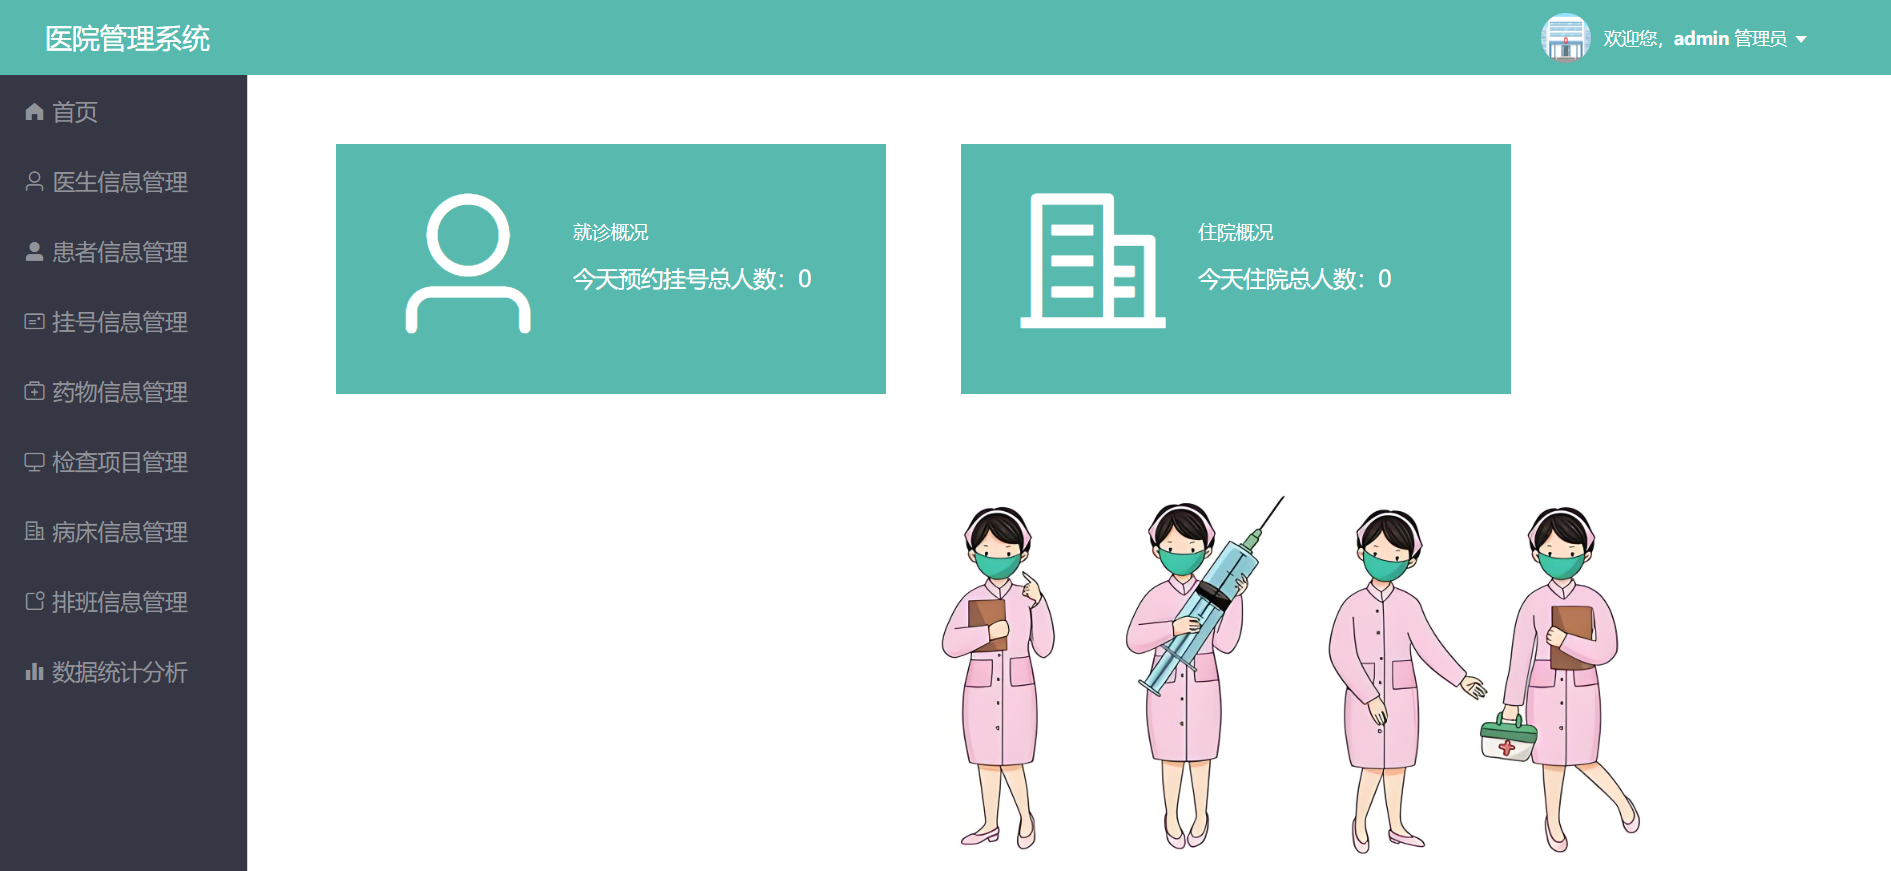 医院管理系统
欢迎您，admin 管理员
首页
医生信息管理
患者信息管理
挂号信息管理
药物信息管理
检查项目管理
病床信息管理
排班信息管理
数据统计分析
就诊概况
今天预约挂号总人数：0
住院概况
今天住院总人数：0